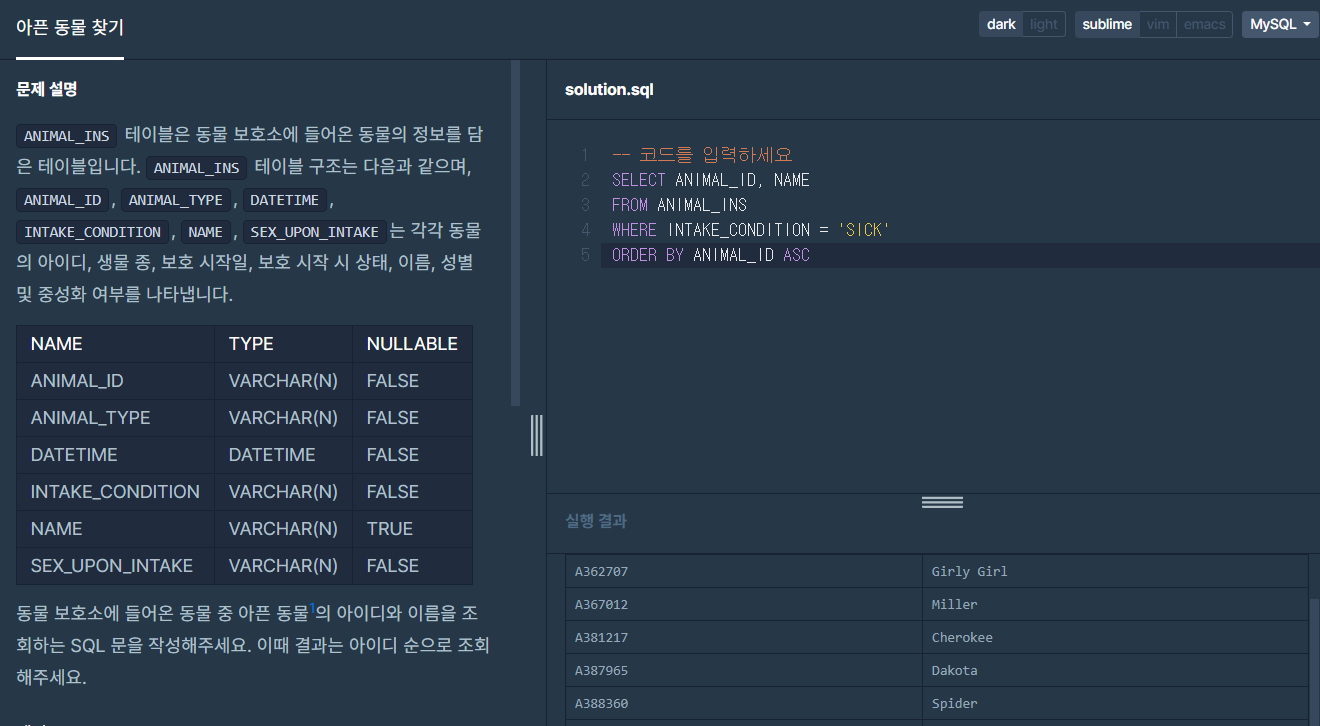 아픈 동물 찾기
dark light sublime vim emacs MySQL
문제 설명
ANIMAL_INS 테이블은 동물 보호소에 들어온 동물의 정보를 담
은 테이블입니다. ANIMAL_INS 테이블 구조는 다음과 같으며,
ANIMAL_ID , ANIMAL_TYPE , DATETIME ,
INTAKE_CONDITION , NAME , SEX_UPON_INTAKE 는 각각 동물
의 아이디, 생물 종, 보호 시작일, 보호 시작 시 상태, 이름, 성별
및 중성화 여부를 나타냅니다.
NAME TYPE NULLABLE
ANIMAL_ID VARCHAR(N) FALSE
ANIMAL_TYPE VARCHAR(N) FALSE
DATETIME DATETIME FALSE
INTAKE_CONDITION VARCHAR(N) FALSE
NAME VARCHAR(N) TRUE
SEX_UPON_INTAKE VARCHAR(N) FALSE
동물 보호소에 들어온 동물 중 아픈 동물1의 아이디와 이름을 조
회하는 SQL 문을 작성해주세요. 이때 결과는 아이디 순으로 조회
해주세요.
solution.sql
1 -- 코드를 입력하세요
2 SELECT ANIMAL_ID, NAME
3 FROM ANIMAL_INS
4 WHERE INTAKE_CONDITION = 'SICK'
5 ORDER BY ANIMAL_ID ASC
실행 결과
A362707 Girly Girl
A367012 Miller
A381217 Cherokee
A387965 Dakota
A388360 Spider